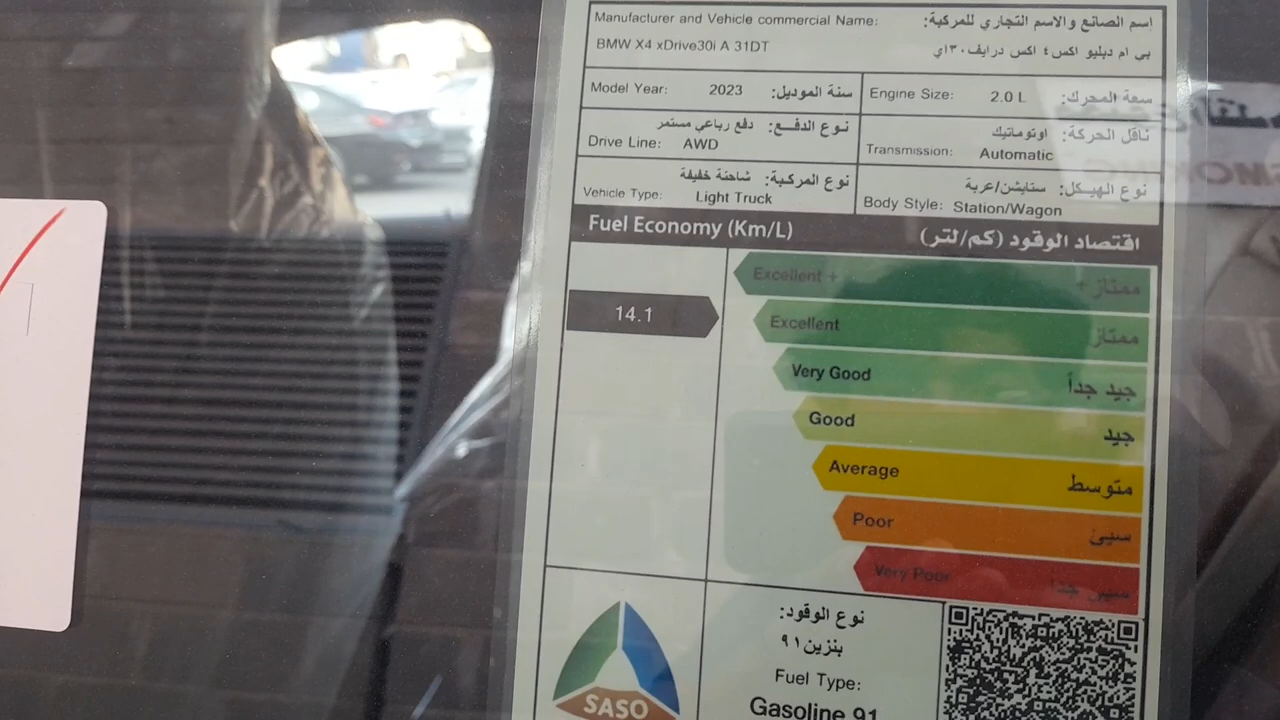 Manufacturer and Vehicle commercial Name: إسم الصانع والاسم التجاري للمركبة:
BMW X4 xDrive30i A 31DT بي ام دبليو اكس٤ اكس درايف٣٠اي
Model Year: 2023 سنة الموديل:
Engine Size: 2.0 L سعة المحرك:
نوع الدفع: دفع رباعي مستمر
Drive Line: AWD
ناقل الحركة: اوتوماتيك
Transmission: Automatic
نوع المركبة: شاحنة خفيفة
Vehicle Type: Light Truck
نوع الهيكل: ستايشن/عربة
Body Style: Station/Wagon
Fuel Economy (Km/L) اقتصاد الوقود (كم/لتر)
Excellent + ممتاز +
14.1
Excellent ممتاز
Very Good جيد جداً
Good جيد
Average متوسط
Poor سيئ
Very Poor سيئ جداً
نوع الوقود:
بنزين٩١
Fuel Type:
Gasoline 91
SASO